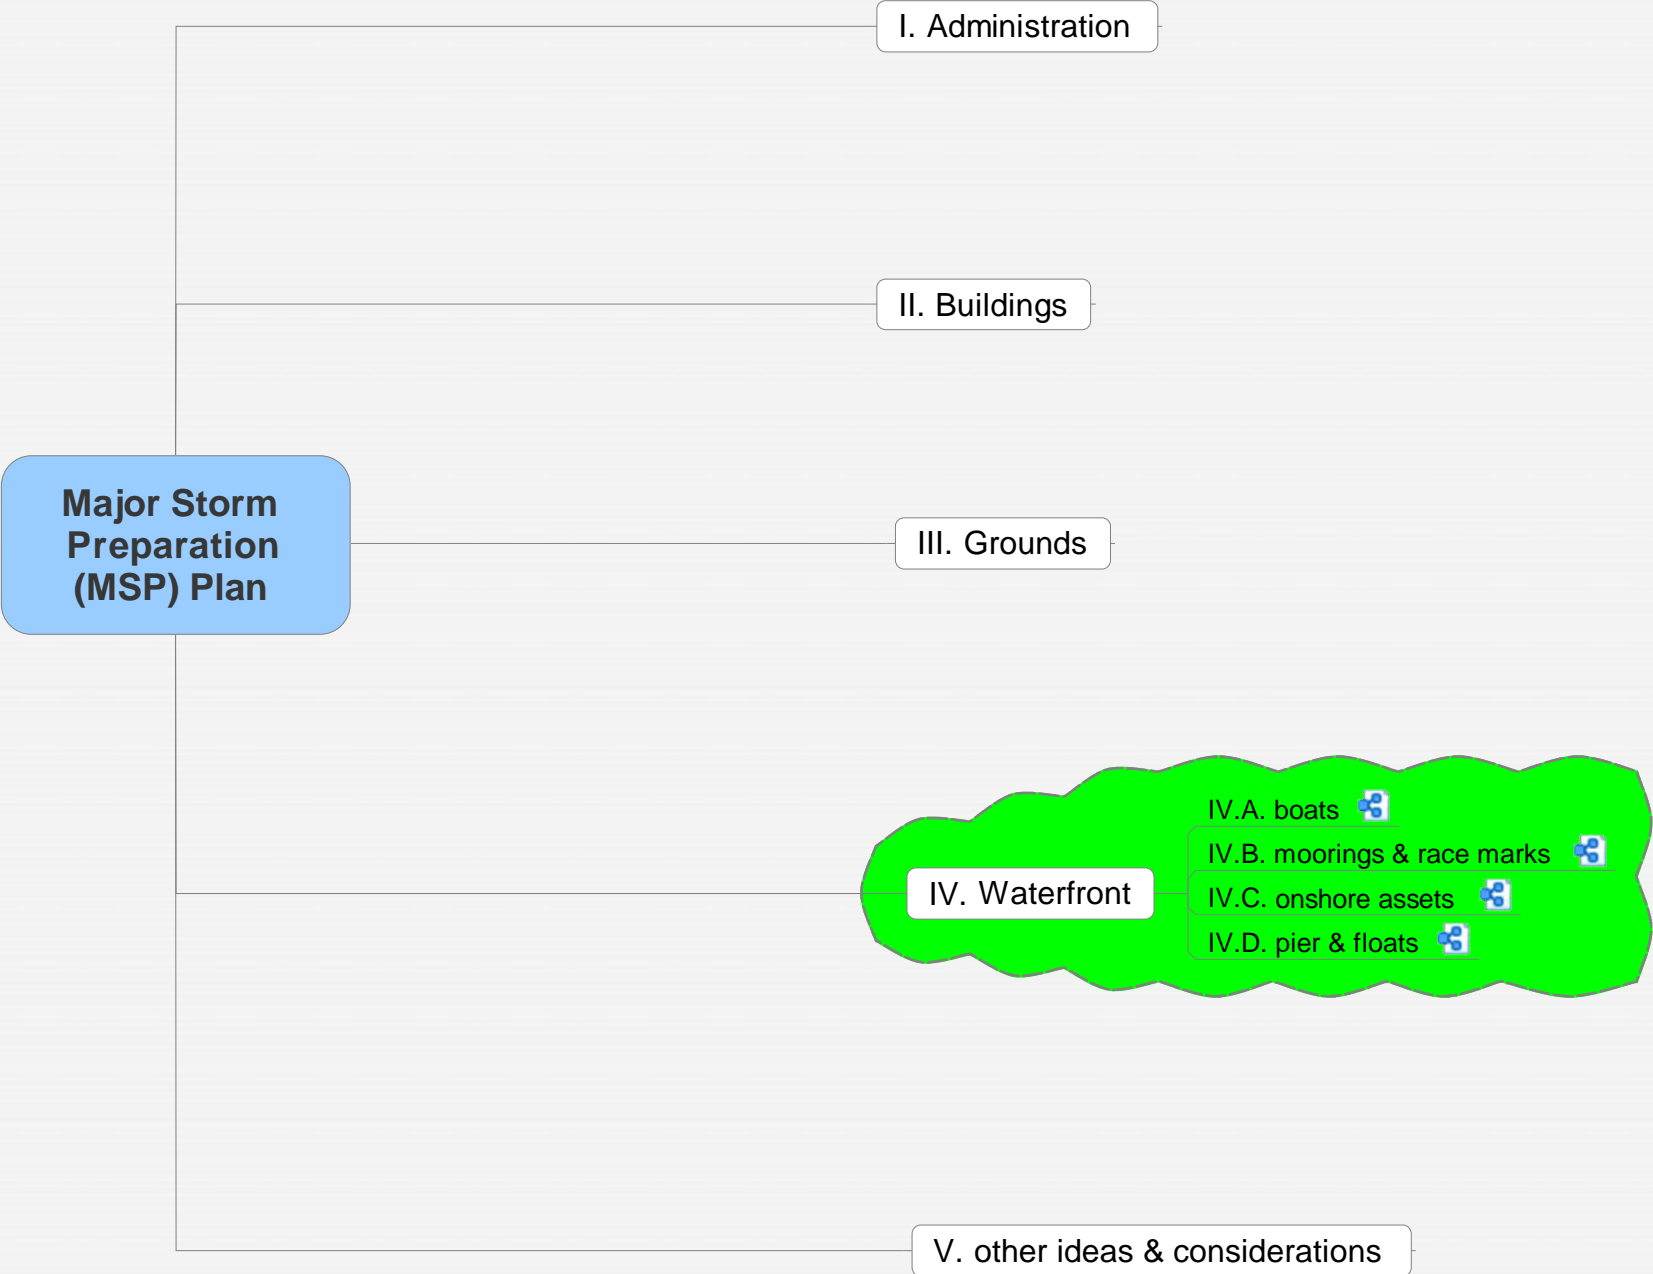 I. Administration
II. Buildings
Major Storm
Preparation
(MSP) Plan
III. Grounds
IV.A. boats
IV.B. moorings & race marks
IV. Waterfront
IV.C. onshore assets
IV.D. pier & floats
V. other ideas & considerations